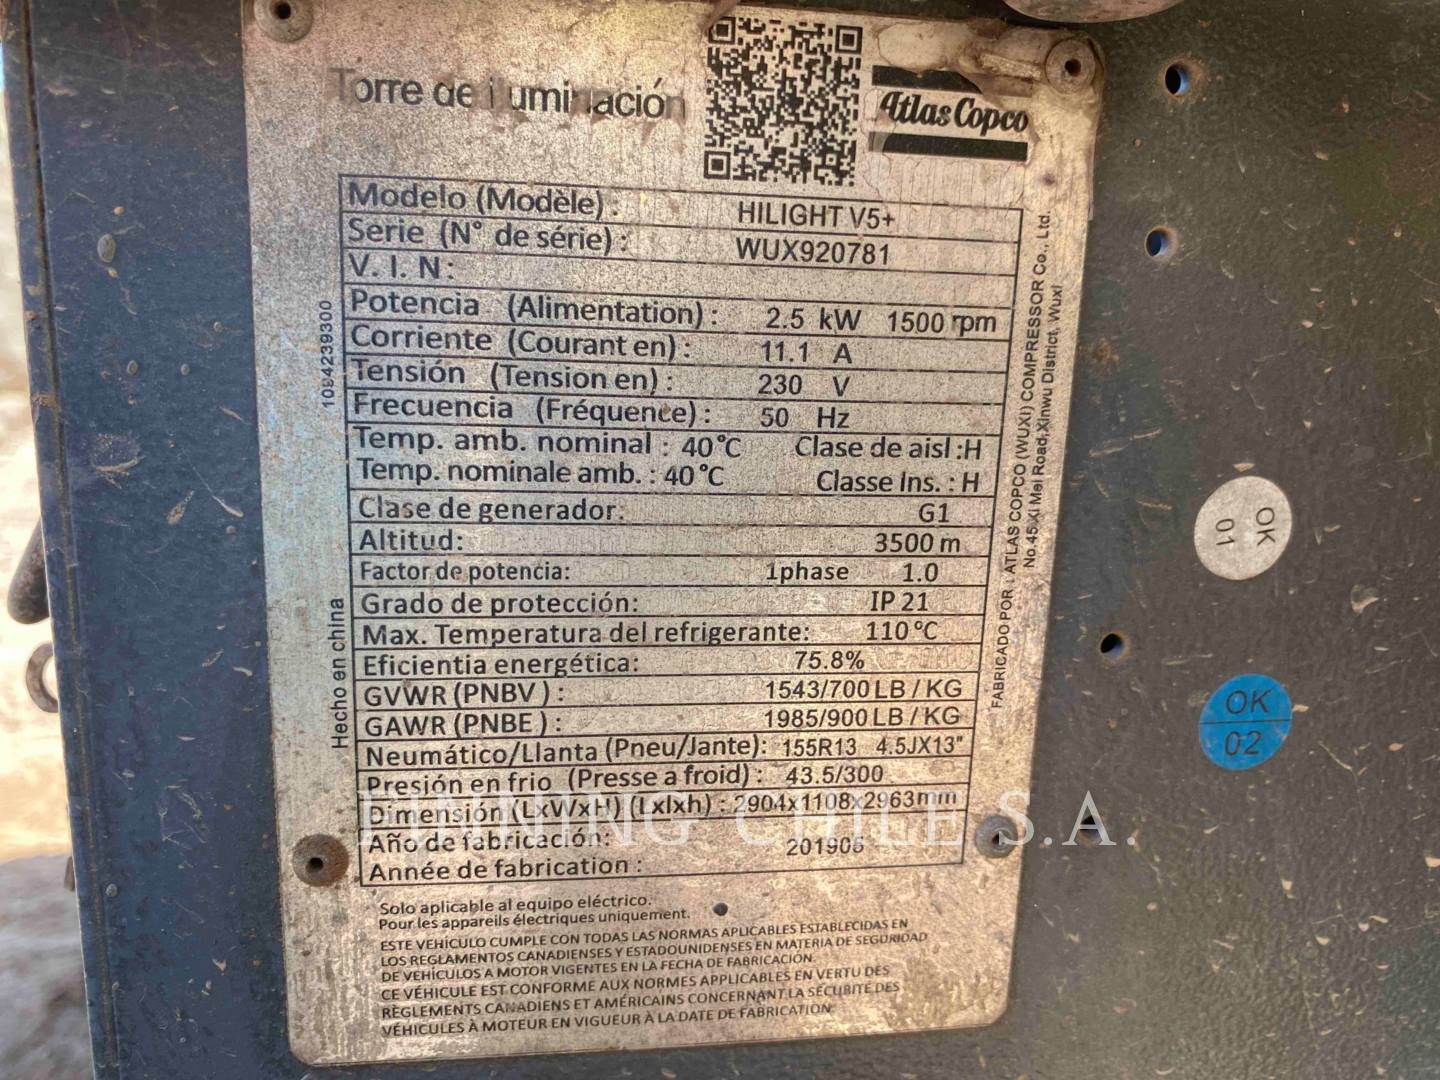 Torre de iluminación
Atlas Copco
Modelo (Modèle) : HILIGHT V5+
Serie (N° de série) : WUX920781
V. I. N :
Potencia (Alimentation) : 2.5 kW 1500 rpm
Corriente (Courant en) : 11.1 A
Tensión (Tension en) : 230 V
Frecuencia (Fréquence) : 50 Hz
Temp. amb. nominal : 40°C Clase de aisl :H
Temp. nominale amb. : 40°C Classe Ins. : H
Clase de generador: G1
Altitud: 3500 m
Factor de potencia: 1phase 1.0
Grado de protección: IP 21
Max. Temperatura del refrigerante: 110°C
Eficientia energética: 75.8%
GVWR (PNBV) : 1543/700 LB / KG
GAWR (PNBE) : 1985/900 LB / KG
Neumático/Llanta (Pneu/Jante): 155R13 4.5JX13"
Presión en frio (Presse a froid) : 43.5/300
Dimensión (LxWxH) (Lxlxh) : 2904x1108x2963mm
Año de fabricación:
Année de fabrication : 201906
Solo aplicable al equipo eléctrico.
Pour les appareils électriques uniquement.
ESTE VEHÍCULO CUMPLE CON TODAS LAS NORMAS APLICABLES ESTABLECIDAS EN
LOS REGLAMENTOS CANADIENSES Y ESTADOUNIDENSES EN MATERIA DE SEGURIDAD
DE VEHÍCULOS A MOTOR VIGENTES EN LA FECHA DE FABRICACIÓN.
CE VÉHICULE EST CONFORME AUX NORMES APPLICABLES EN VERTU DES
RÈGLEMENTS CANADIENS ET AMÉRICAINS CONCERNANT LA SÉCURITÉ DES
VÉHICULES À MOTEUR EN VIGUEUR À LA DATE DE FABRICATION.
1094239300
Hecho en china
FABRICADO POR : ATLAS COPCO (WUXI) COMPRESSOR Co., Ltd.
No.45 Xi Mei Road, Xinwu District, Wuxi
OK
01
OK
02
FINNING CHILE S.A.